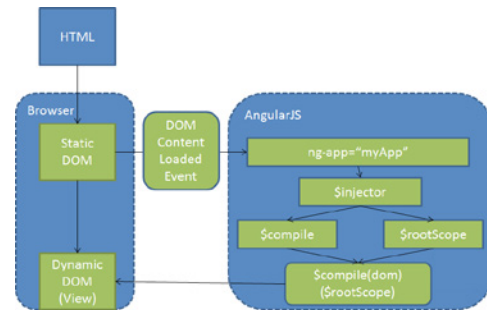 HTML
Browser
Static
DOM
DOM
Content
Loaded
Event
AngularJS
ng-app="myApp"
$injector
$compile
$rootScope
$compile(dom)
($rootScope)
Dynamic
DOM
(View)